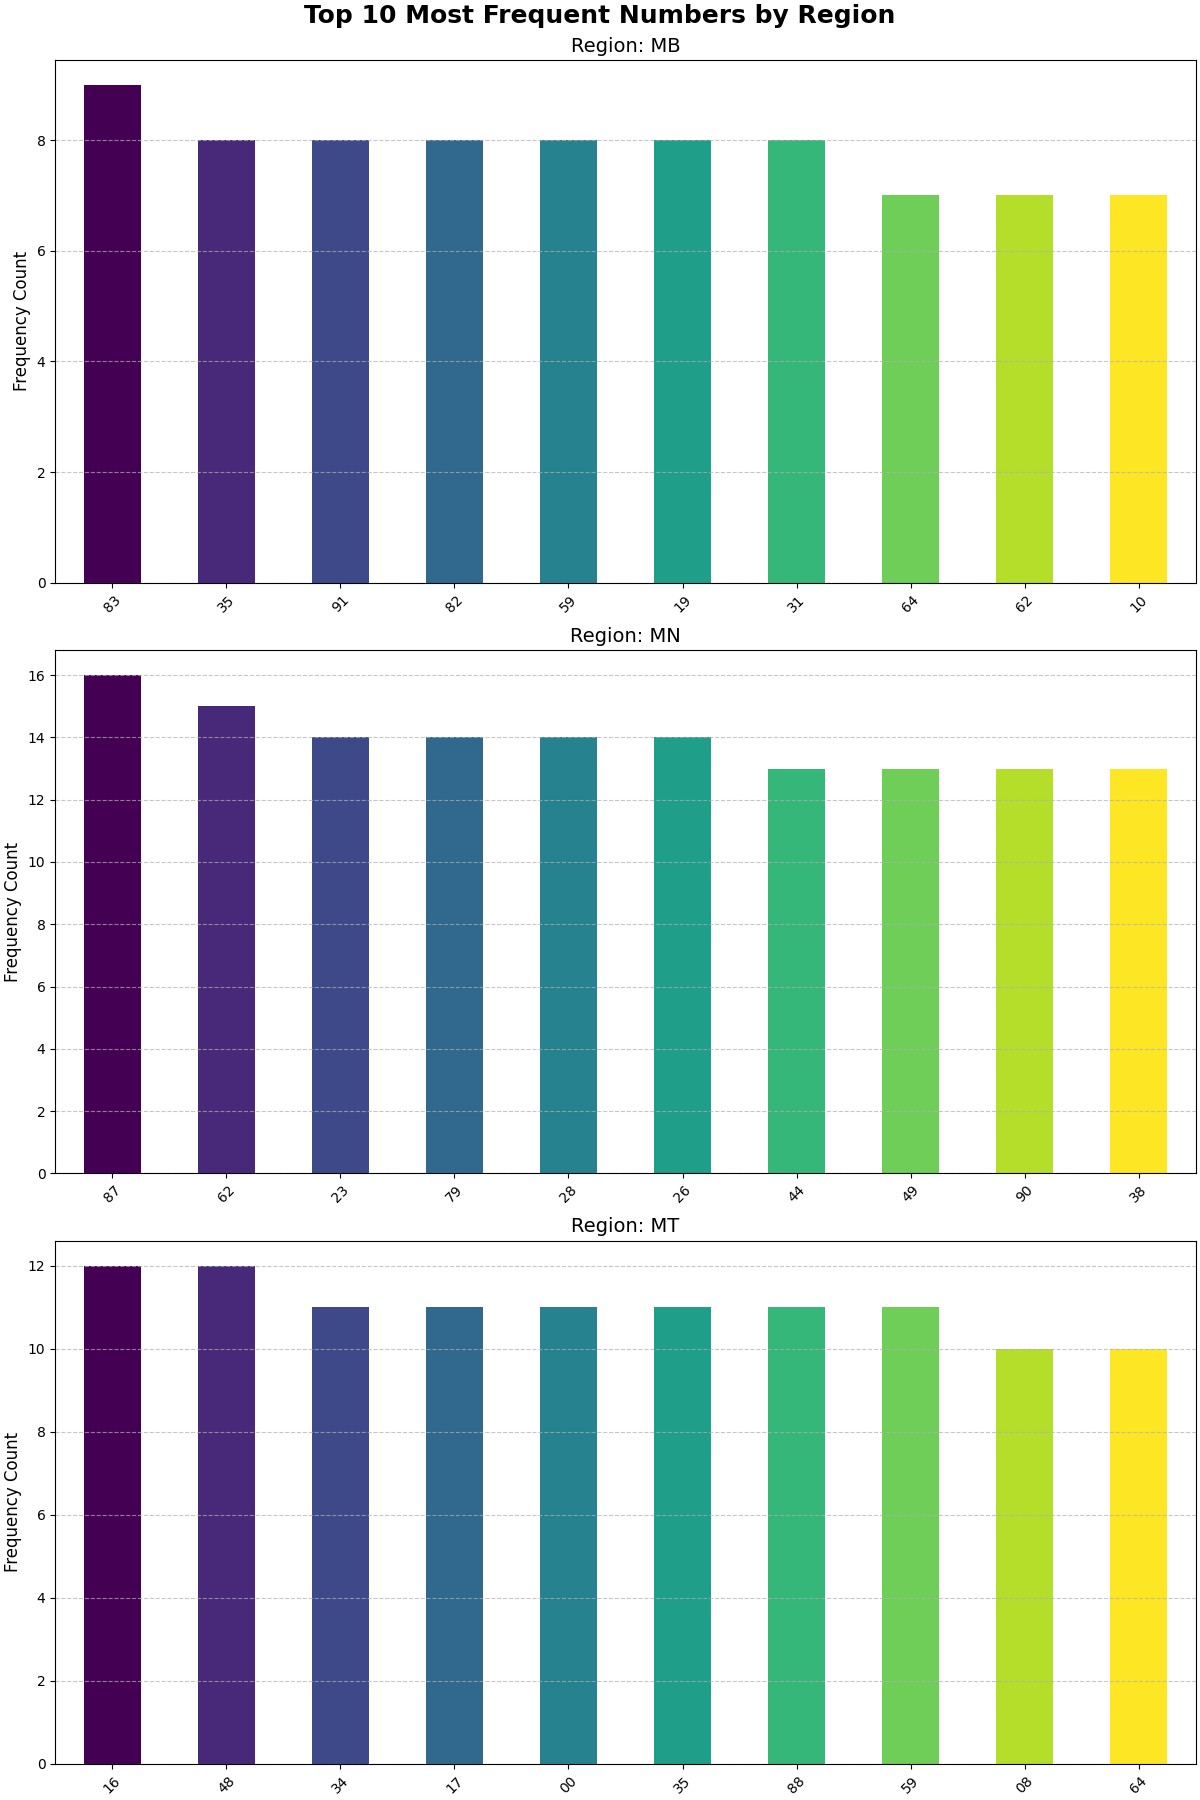 Top 10 Most Frequent Numbers by Region
Region: MB
Frequency Count
8
6
4
2
0
83 35 91 82 59 19 31 64 62 10
Region: MN
Frequency Count
16
14
12
10
8
6
4
2
0
87 62 23 79 28 26 44 49 90 38
Region: MT
Frequency Count
12
10
8
6
4
2
0
16 48 34 17 00 35 88 59 08 64